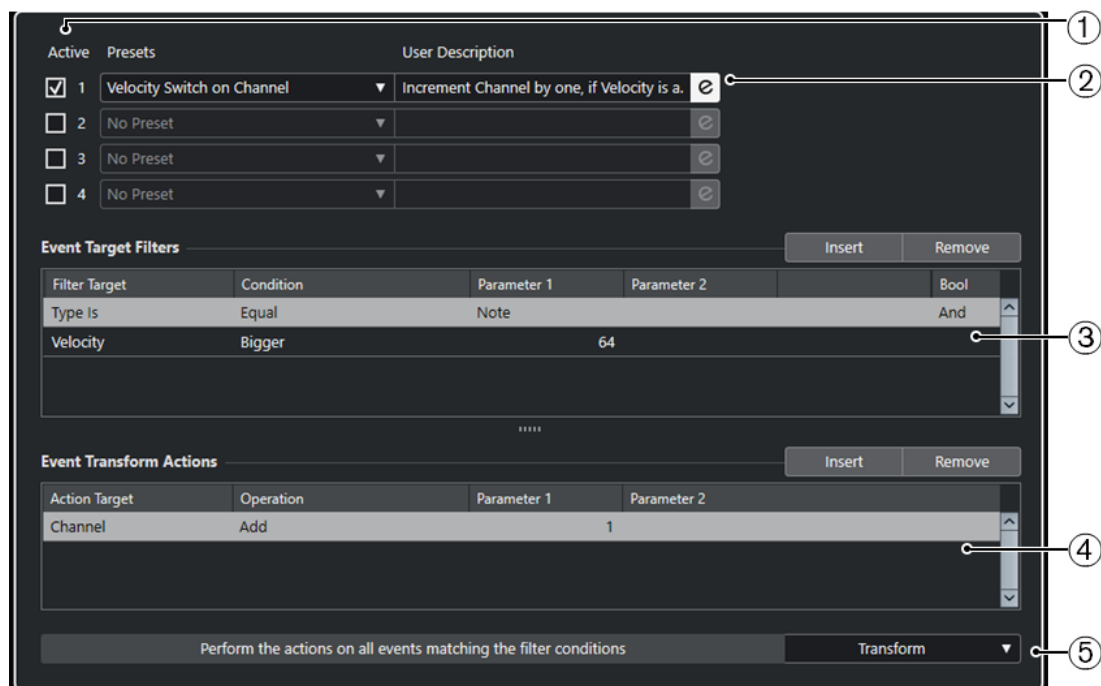 ①
Active Presets User Description
1 Velocity Switch on Channel ▼ Increment Channel by one, if Velocity is a. e
②
2 No Preset ▼ e
3 No Preset ▼ e
4 No Preset ▼ e
Event Target Filters Insert Remove
Filter Target Condition Parameter 1 Parameter 2 Bool
Type Is Equal Note And
Velocity Bigger 64
③
Event Transform Actions Insert Remove
Action Target Operation Parameter 1 Parameter 2
Channel Add 1
④
Perform the actions on all events matching the filter conditions Transform ▼
⑤